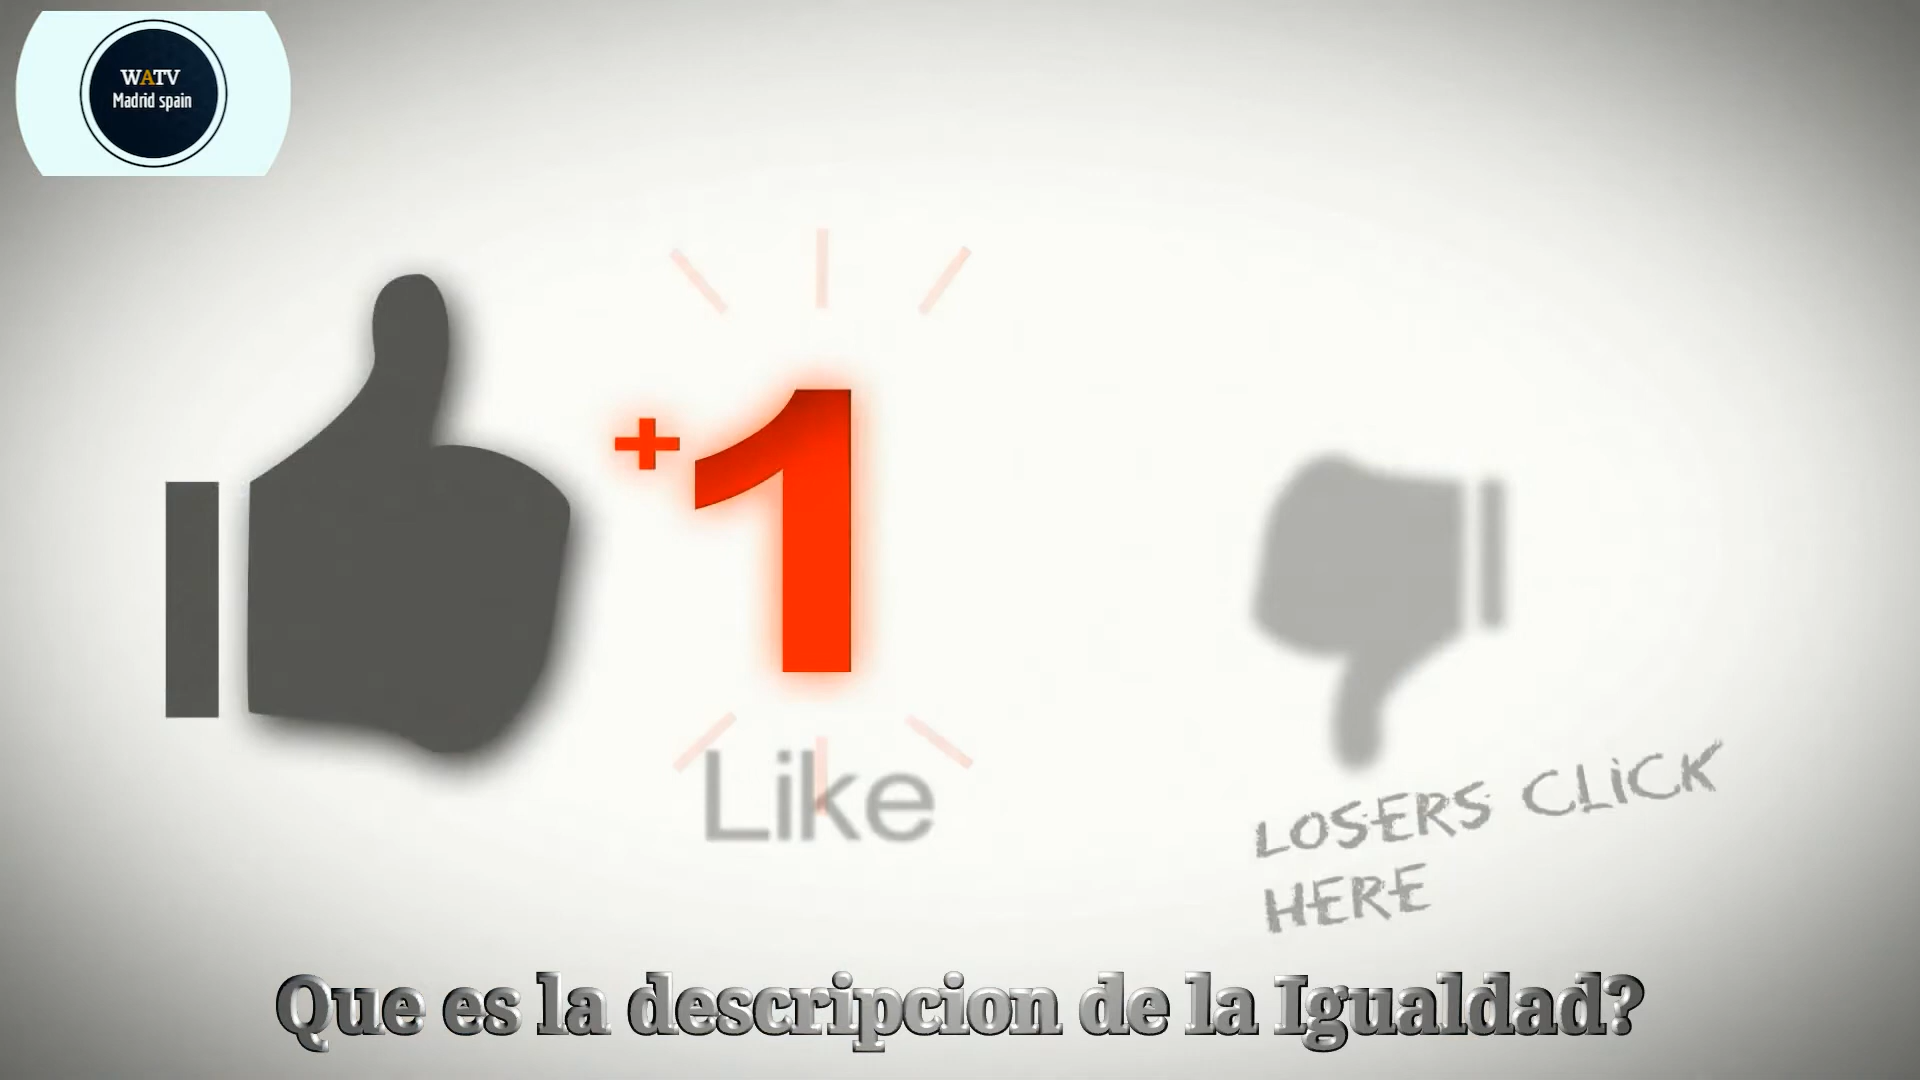 WATV
Madrid spain
+1
Like
LOSERS CLICK
HERE
Que es la descripcion de la Igualdad?